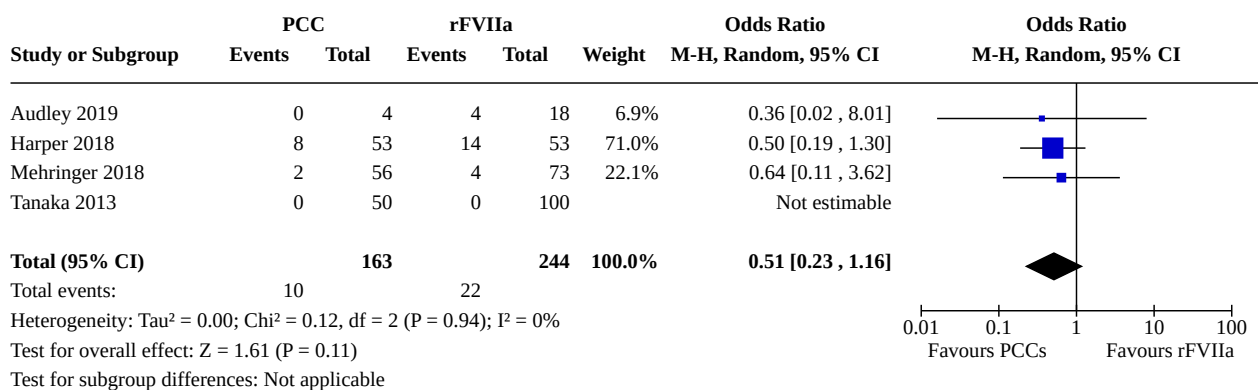 PCC rFVIIa Odds Ratio Odds Ratio
Study or Subgroup Events Total Events Total Weight M-H, Random, 95% CI M-H, Random, 95% CI
Audley 2019 0 4 4 18 6.9% 0.36 [0.02 , 8.01]
Harper 2018 8 53 14 53 71.0% 0.50 [0.19 , 1.30]
Mehringer 2018 2 56 4 73 22.1% 0.64 [0.11 , 3.62]
Tanaka 2013 0 50 0 100 Not estimable
Total (95% CI) 163 244 100.0% 0.51 [0.23 , 1.16]
Total events: 10 22
Heterogeneity: Tau² = 0.00; Chi² = 0.12, df = 2 (P = 0.94); I² = 0%
0.01 0.1 1 10 100
Test for overall effect: Z = 1.61 (P = 0.11)
Favours PCCs Favours rFVIIa
Test for subgroup differences: Not applicable